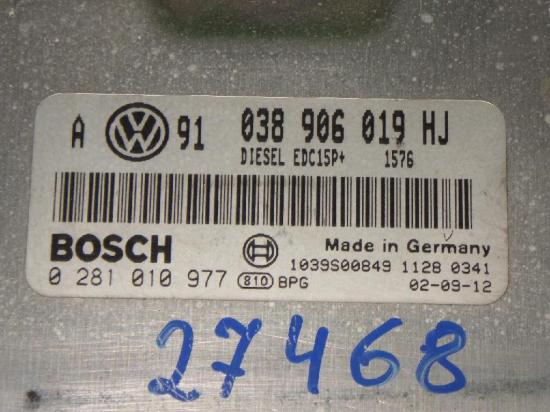 A VW 91 038 906 019 HJ
DIESEL EDC15P+ 1576
BOSCH Made in Germany
1039S00849 1128 0341
0 281 010 977 810 BPG 02-09-12
27468